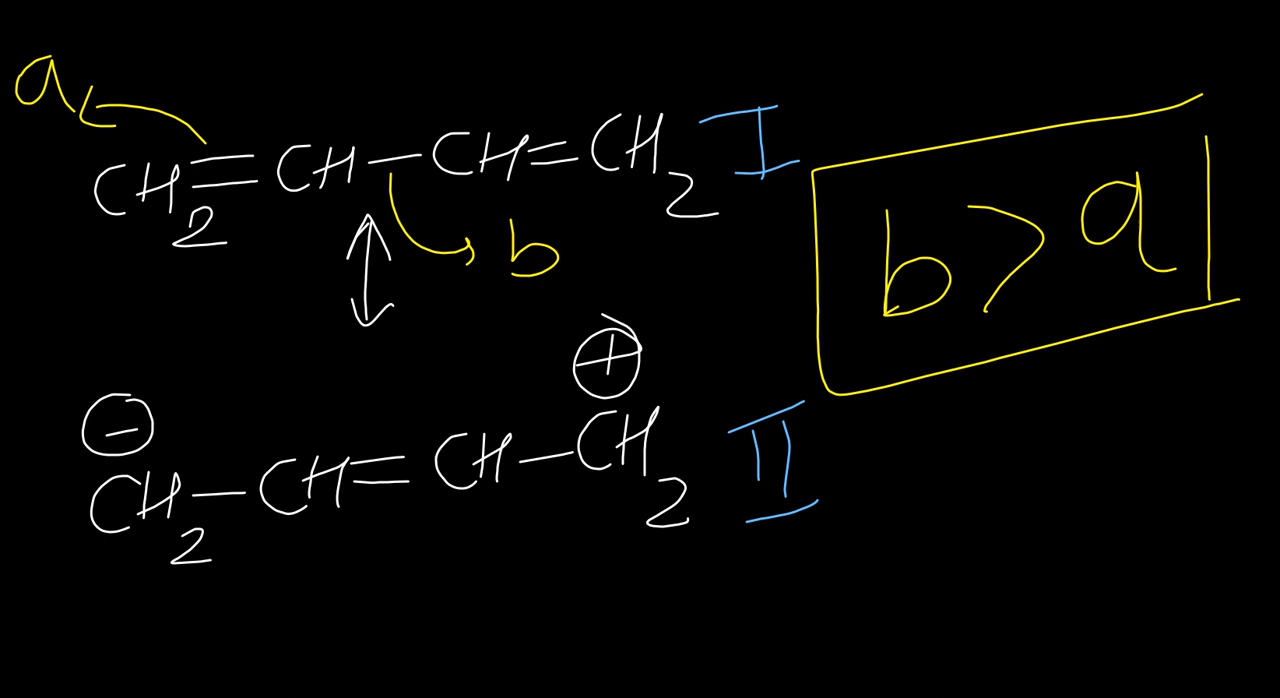 a
CH2=CH—CH=CH2 I
b
b > a
⊖ ⊕
CH2—CH=CH—CH2 II